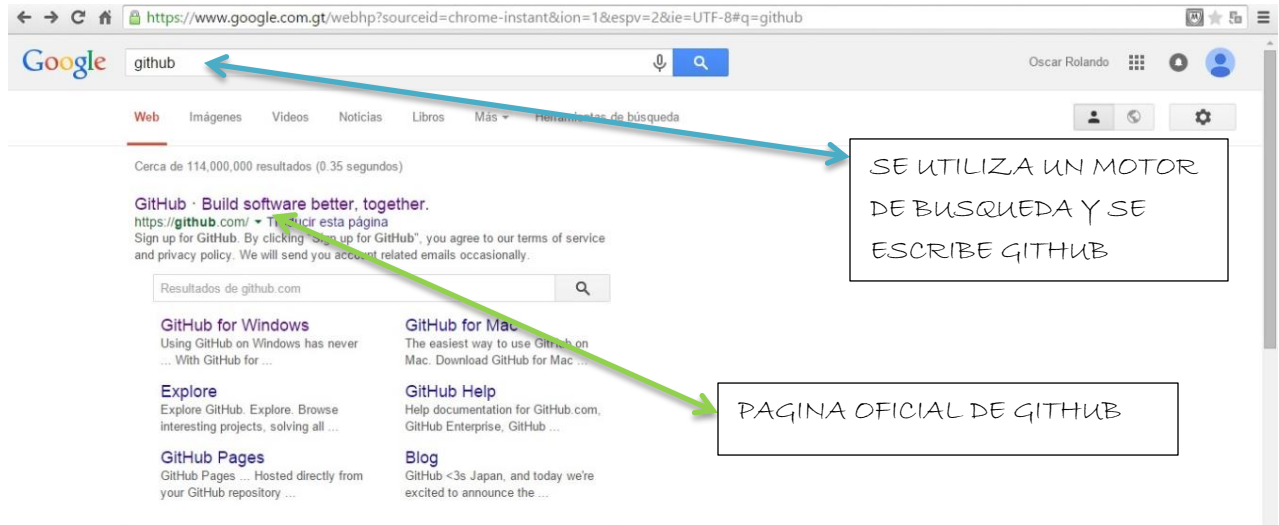 https://www.google.com.gt/webhp?sourceid=chrome-instant&ion=1&espv=2&ie=UTF-8#q=github
Google
github
Oscar Rolando
Web Imágenes Videos Noticias Libros Más Herramientas de búsqueda
Cerca de 114,000,000 resultados (0.35 segundos)
GitHub · Build software better, together.
https://github.com/ Traducir esta página
Sign up for GitHub. By clicking "Sign up for GitHub", you agree to our terms of service
and privacy policy. We will send you account related emails occasionally.
Resultados de github.com
GitHub for Windows
Using GitHub on Windows has never
... With GitHub for ...
GitHub for Mac
The easiest way to use GitHub on
Mac. Download GitHub for Mac ...
Explore
Explore GitHub. Explore. Browse
interesting projects, solving all ...
GitHub Help
Help documentation for GitHub.com,
GitHub Enterprise, GitHub ...
GitHub Pages
GitHub Pages ... Hosted directly from
your GitHub repository ...
Blog
GitHub <3s Japan, and today we're
excited to announce the ...
SE UTILIZA UN MOTOR
DE BUSQUEDA Y SE
ESCRIBE GITHUB
PAGINA OFICIAL DE GITHUB